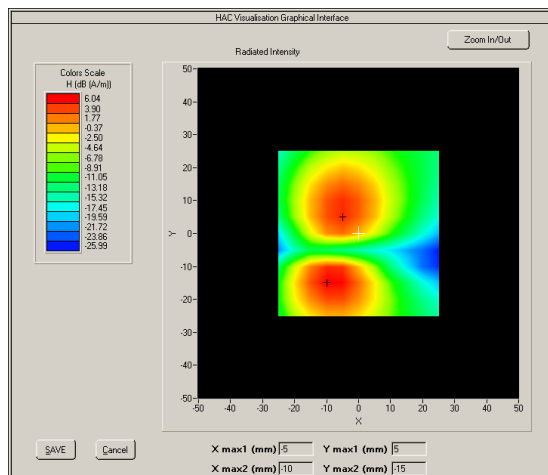 HAC Visualisation Graphical Interface
Zoom In/Out
Radiated Intensity
Colors Scale
H (dB (A/m))
6.04
3.90
1.77
-0.37
-2.50
-4.64
-6.78
-8.91
-11.05
-13.18
-15.32
-17.45
-19.59
-21.72
-23.86
-25.99
50
40
30
20
10
0
-10
-20
-30
-40
-50
Y
-50 -40 -30 -20 -10 0 10 20 30 40 50
X
SAVE Cancel
X max1 (mm) -5 Y max1 (mm) 5
X max2 (mm) -10 Y max2 (mm) -15